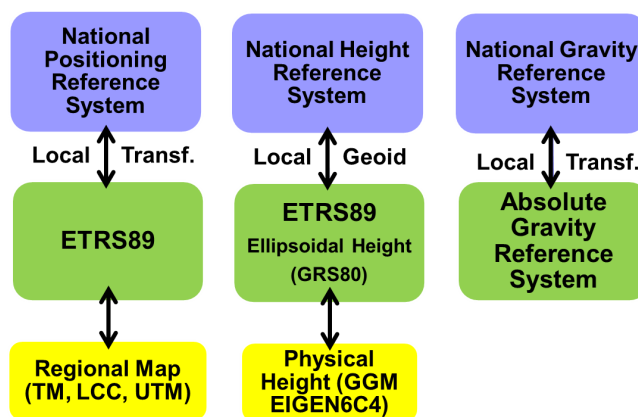 National
Positioning
Reference
System
Local Transf.
ETRS89
Regional Map
(TM, LCC, UTM)
National Height
Reference
System
Local Geoid
ETRS89
Ellipsoidal Height
(GRS80)
Physical
Height (GGM
EIGEN6C4)
National Gravity
Reference
System
Local Transf.
Absolute
Gravity
Reference
System